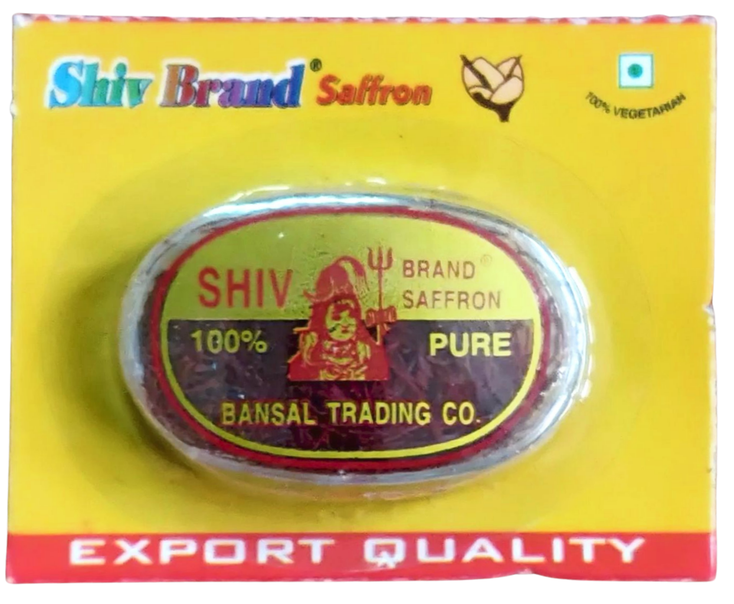 Shiv Brand® Saffron
100% VEGETARIAN
SHIV BRAND®
SAFFRON
100% PURE
BANSAL TRADING CO.
EXPORT QUALITY